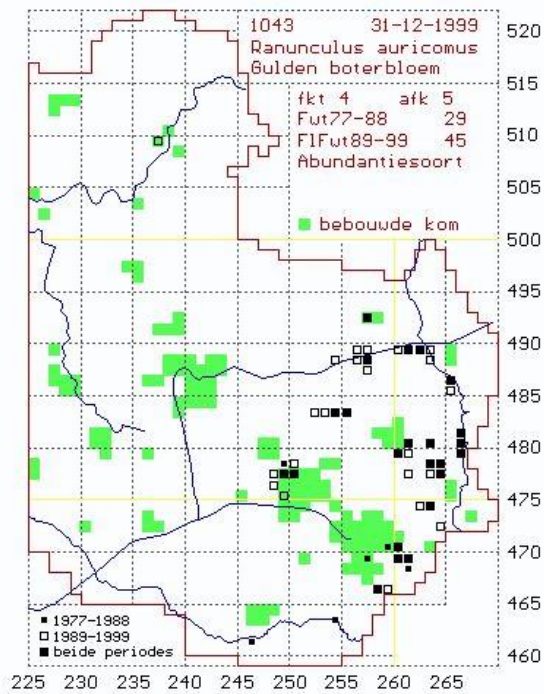 1043 31-12-1999
Ranunculus auricomus
Gulden boterbloem
fkt 4 afk 5
Fwt77-88 29
FlFwt89-99 45
Abundantiesoort
bebouwde kom
520
515
510
505
500
495
490
485
480
475
470
465
460
1977-1988
1989-1999
beide periodes
225 230 235 240 245 250 255 260 265